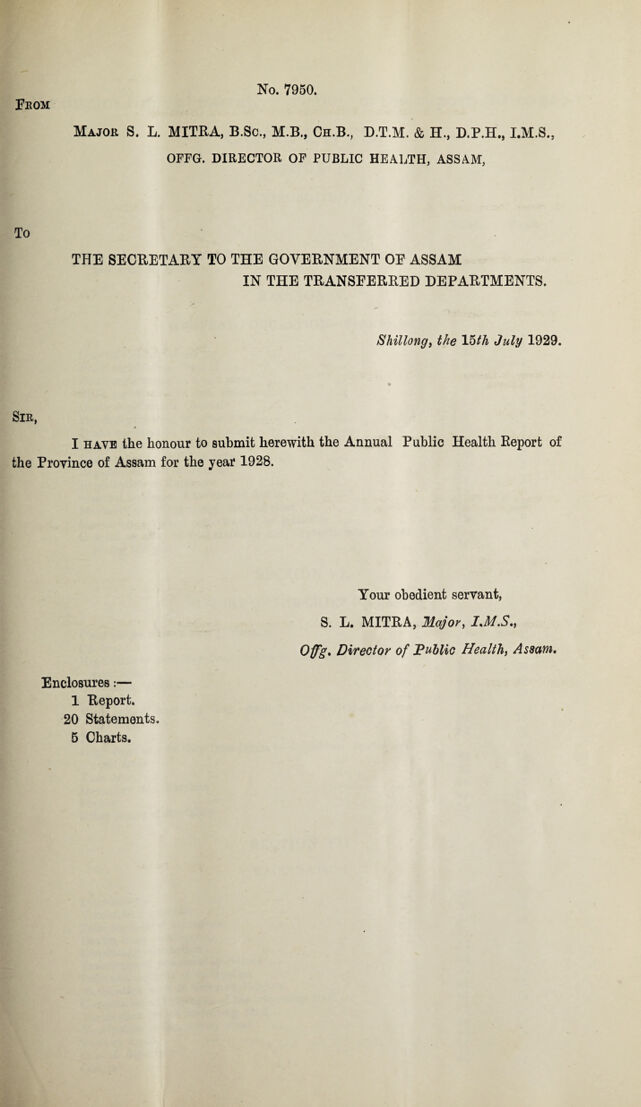 No. 7950.
FROM
MAJOR S. L. MITRA, B.Sc., M.B., CH.B., D.T.M. & H., D.P.H., I.M.S.,
OFFG. DIRECTOR OF PUBLIC HEALTH, ASSAM,
TO
THE SECRETARY TO THE GOVERNMENT OF ASSAM
IN THE TRANSFERRED DEPARTMENTS.
Shillong, the 15th July 1929.
SIR,
I HAVE the honour to submit herewith the Annual Public Health Report of
the Province of Assam for the year 1928.
Your obedient servant,
S. L. MITRA, Major, I.M.S.,
Offg. Director of Public Health, Assam.
Enclosures :—
1 Report.
20 Statements.
5 Charts.